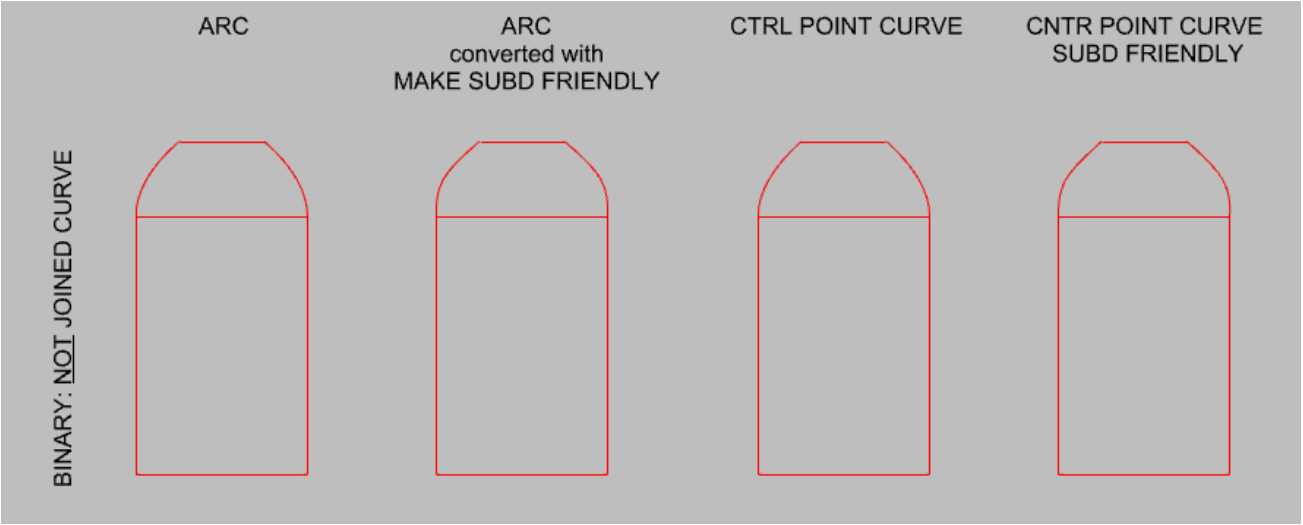 ARC
ARC
converted with
MAKE SUBD FRIENDLY
CTRL POINT CURVE
CNTR POINT CURVE
SUBD FRIENDLY
BINARY: NOT JOINED CURVE